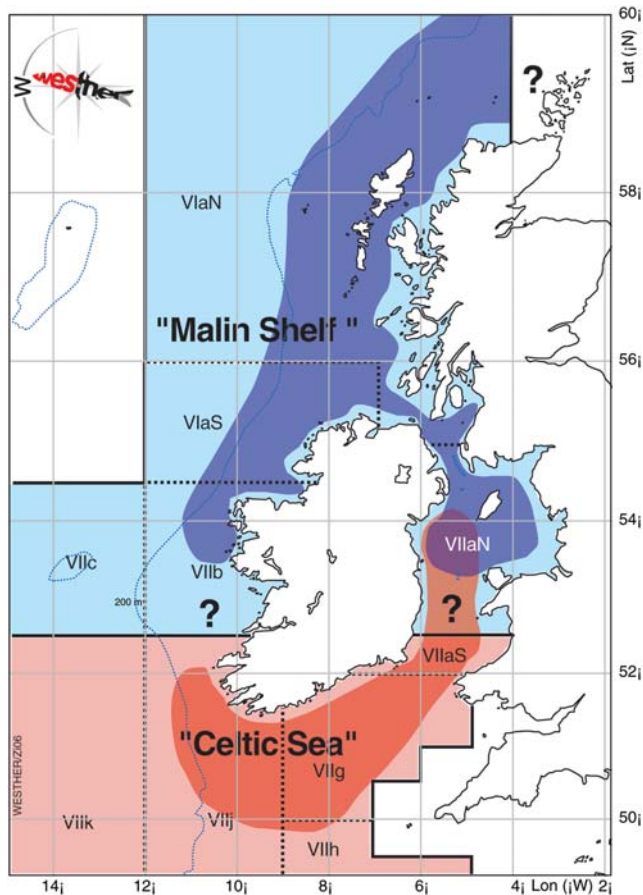 W
westher
60¡
Lat (¡N)
?
58¡
VIaN
"Malin Shelf "
56¡
VIaS
54¡
VIIaN
VIIc
VIIb
200 m
?
?
52¡
VIIaS
"Celtic Sea"
VIIg
WESTHER/ZI06
VIIk
VIIj
50¡
VIIh
14¡
12¡
10¡
8¡
6¡
4¡
Lon (¡W)
2¡